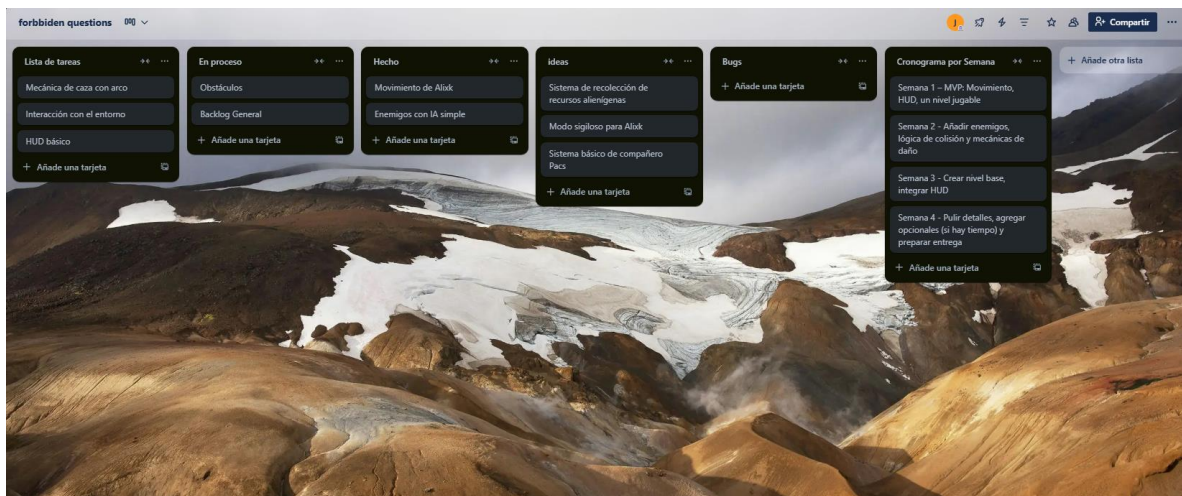 forbbiden questions
J
Compartir
Lista de tareas
Mecánica de caza con arco
Interacción con el entorno
HUD básico
+ Añade una tarjeta
En proceso
Obstáculos
Backlog General
+ Añade una tarjeta
Hecho
Movimiento de Alixk
Enemigos con IA simple
+ Añade una tarjeta
ideas
Sistema de recolección de
recursos alienígenas
Modo sigiloso para Alixk
Sistema básico de compañero
Pacs
+ Añade una tarjeta
Bugs
+ Añade una tarjeta
Cronograma por Semana
Semana 1 – MVP: Movimiento,
HUD, un nivel jugable
Semana 2 - Añadir enemigos,
lógica de colisión y mecánicas de
daño
Semana 3 - Crear nivel base,
integrar HUD
Semana 4 - Pulir detalles, agregar
opcionales (si hay tiempo) y
preparar entrega
+ Añade una tarjeta
+ Añade otra lista